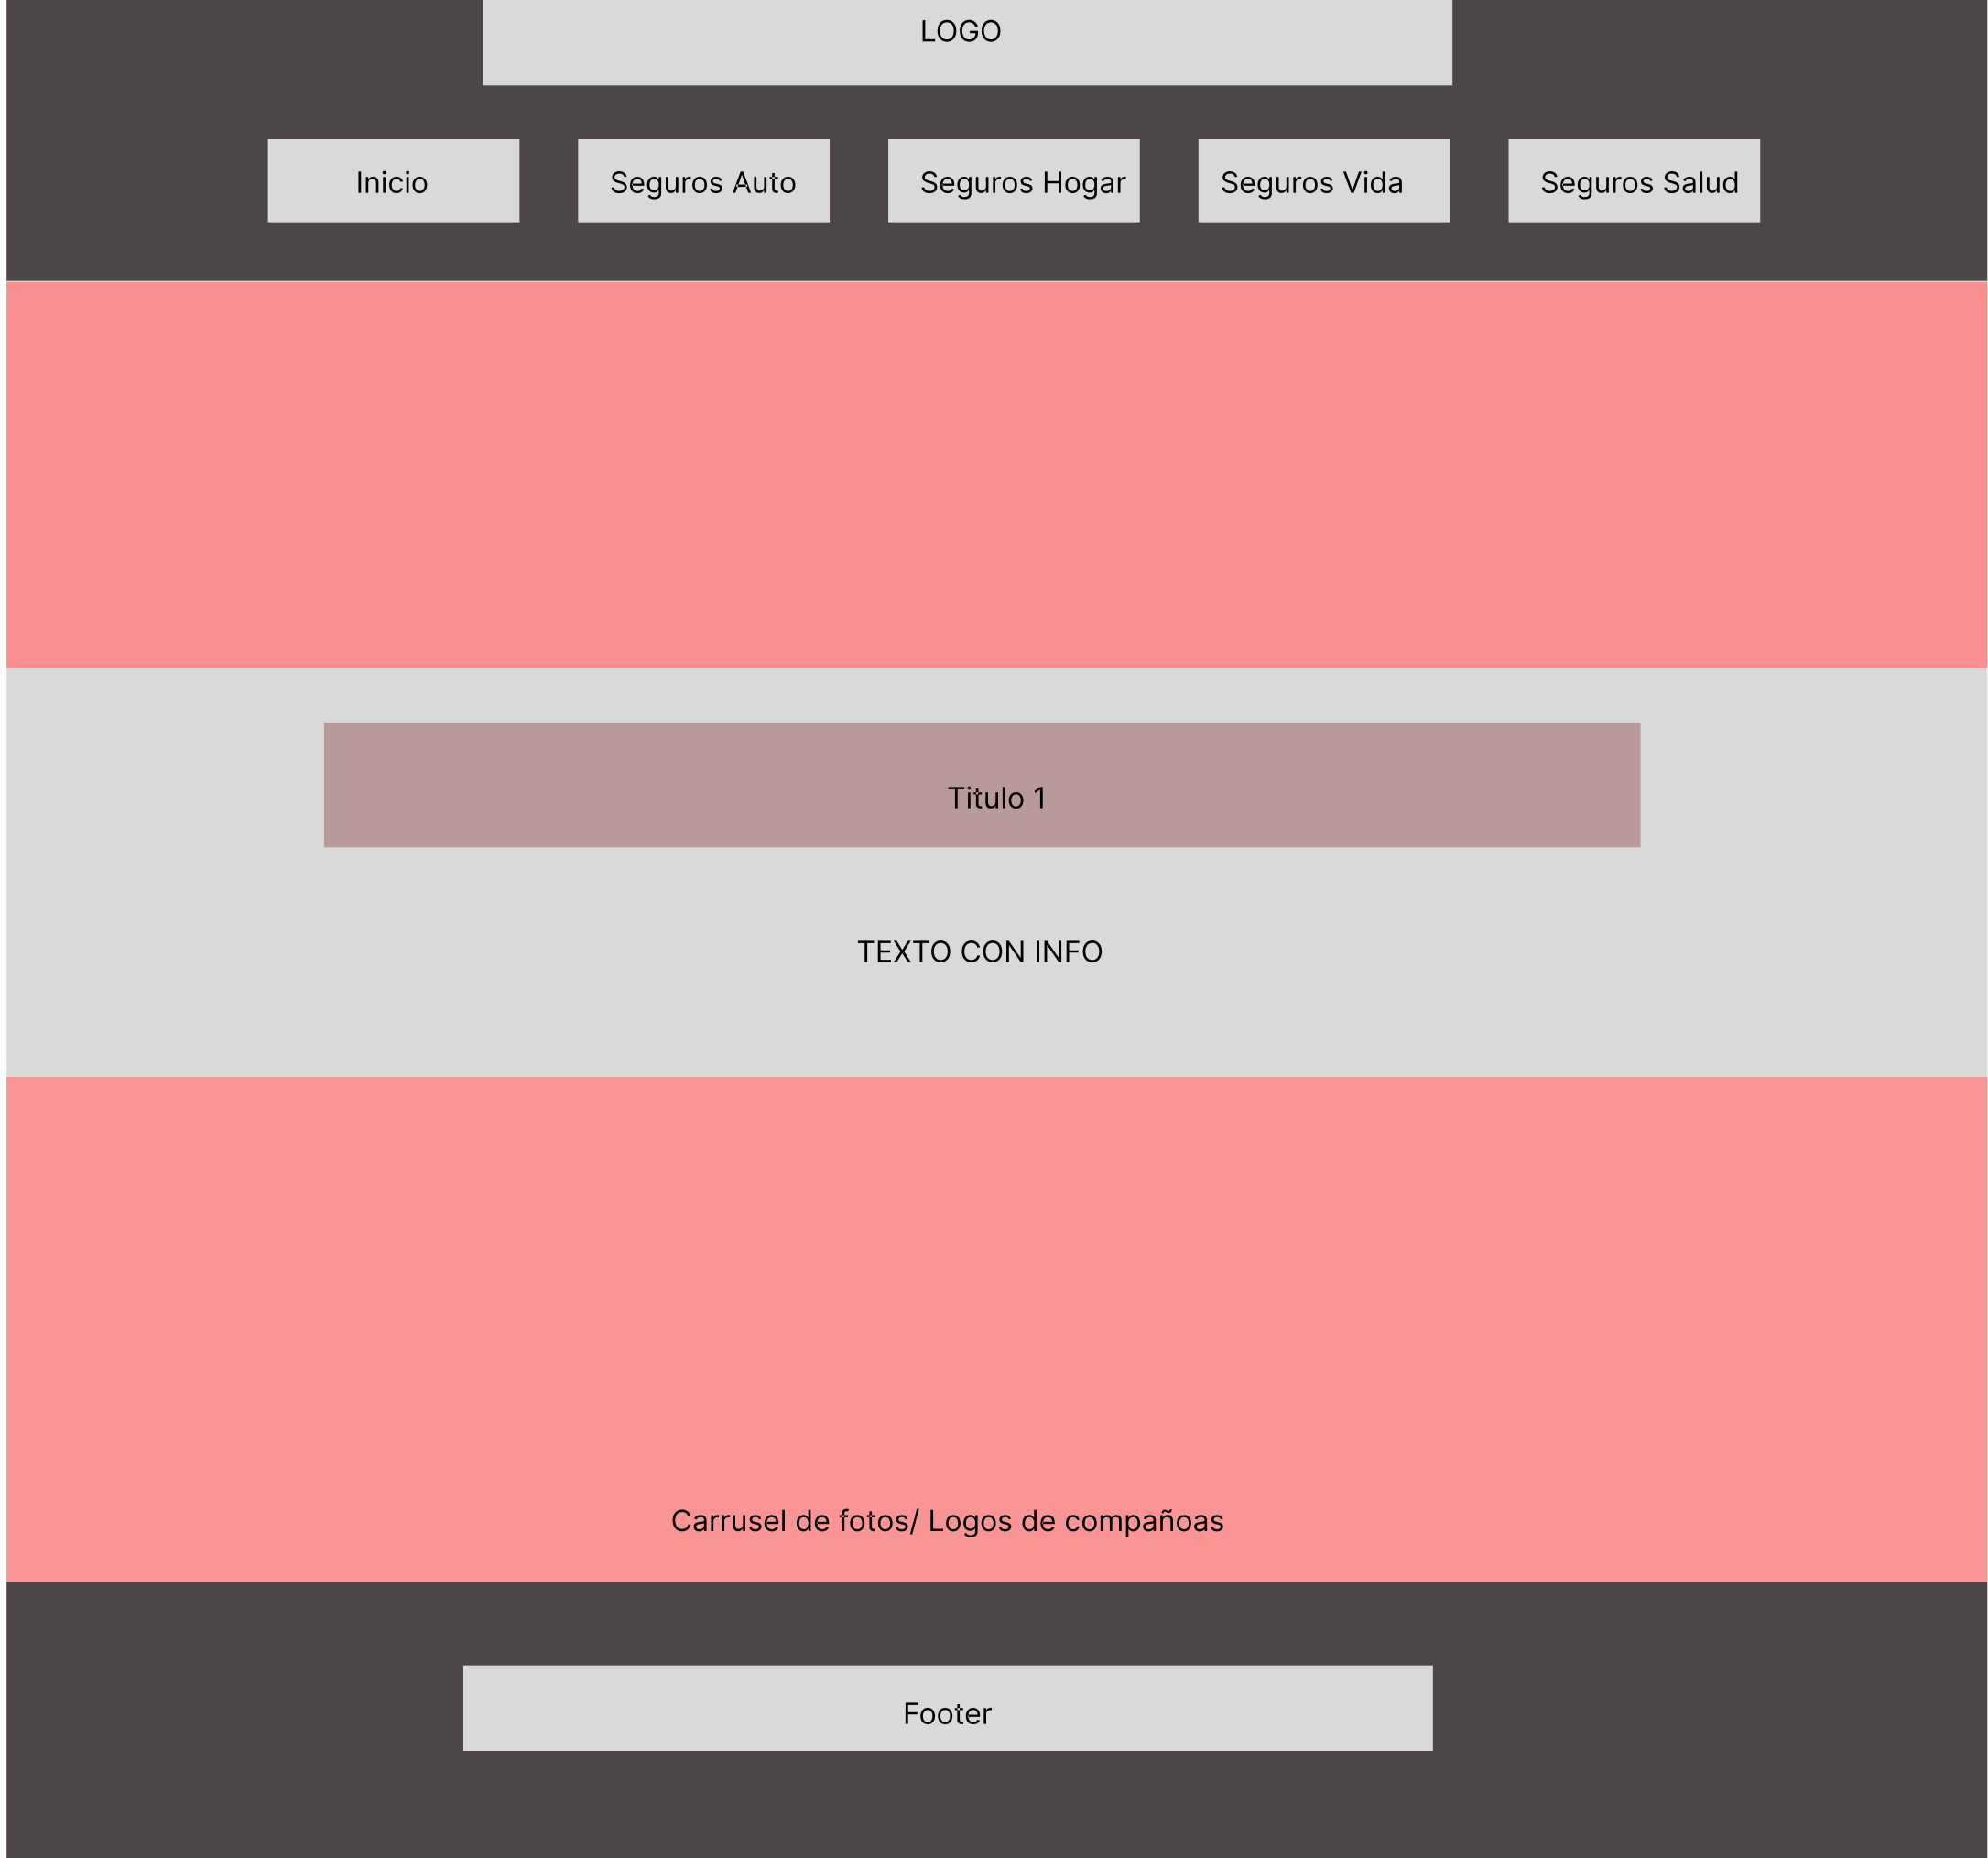 LOGO
Inicio
Seguros Auto
Seguros Hogar
Seguros Vida
Seguros Salud
Titulo 1
TEXTO CON INFO
Carrusel de fotos/ Logos de compañoas
Footer